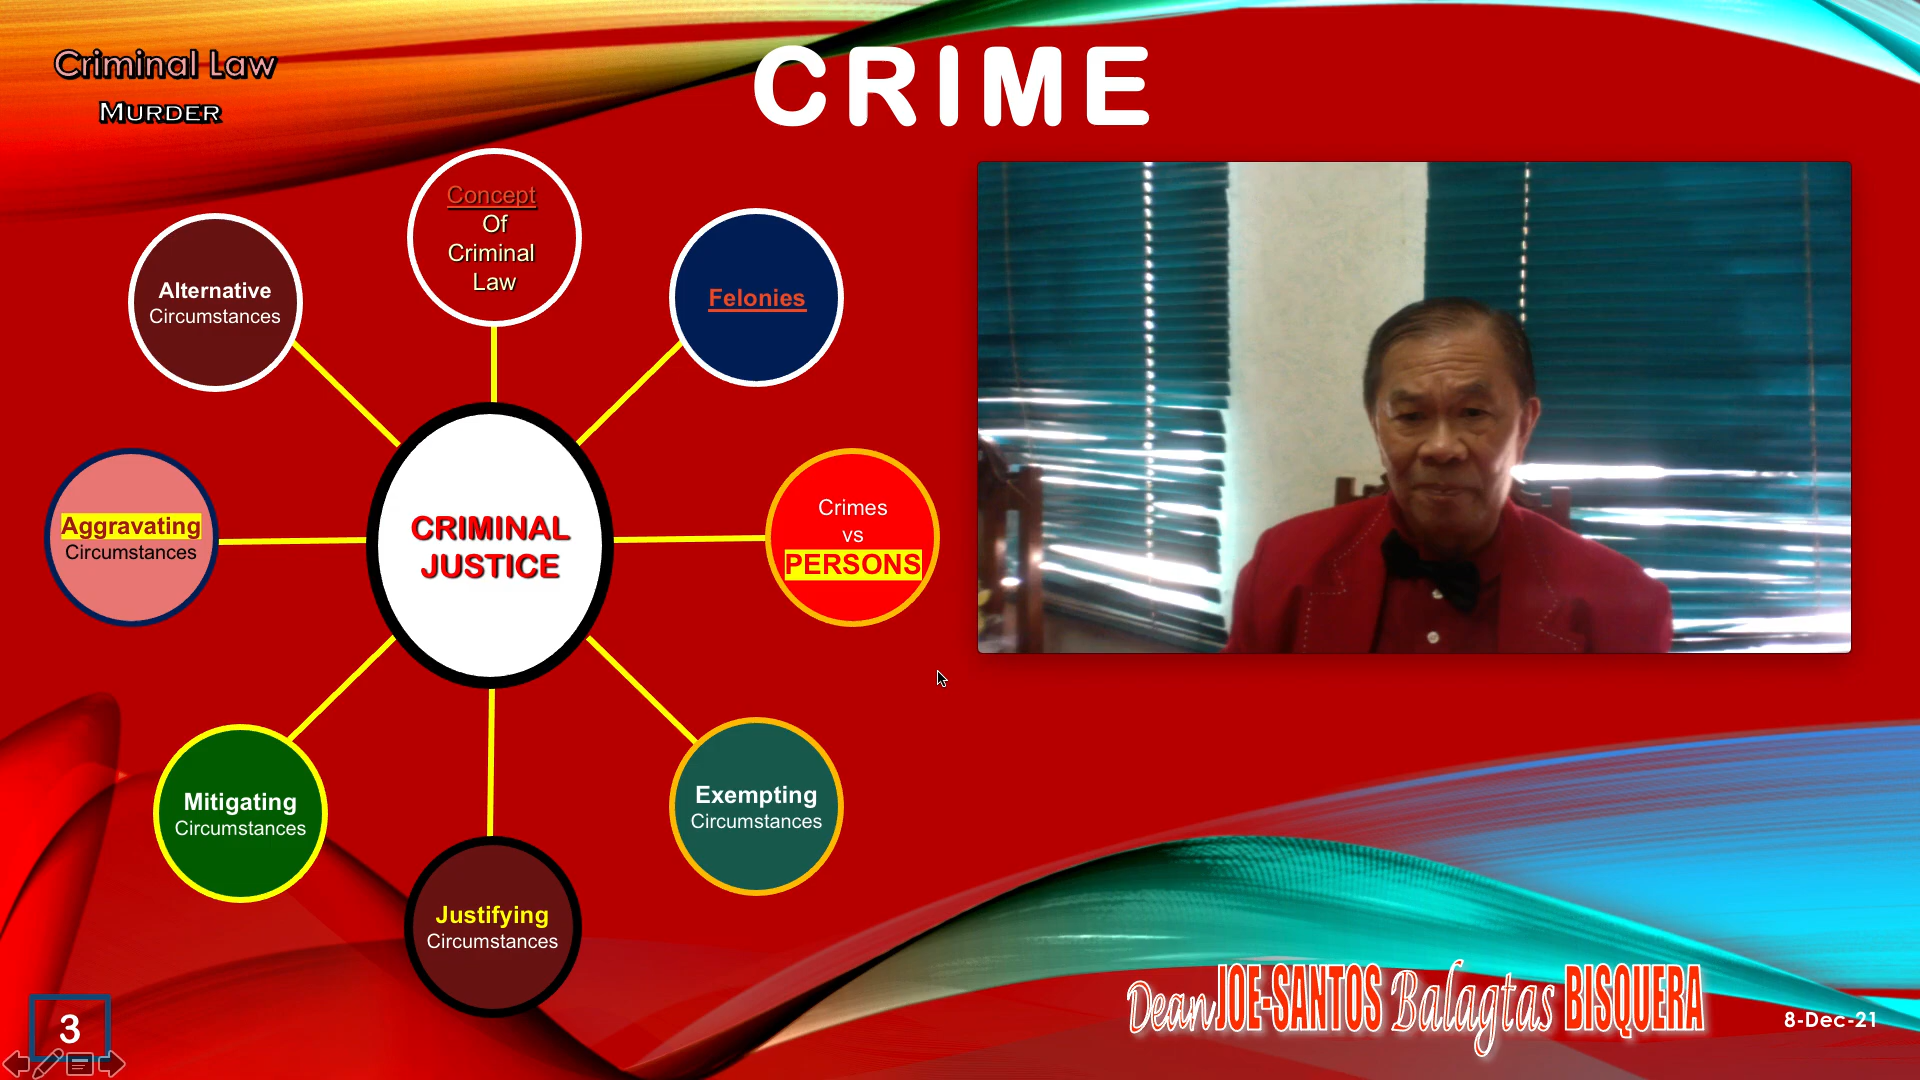 Criminal Law
MURDER
CRIME
Concept
Of
Criminal
Law
Alternative
Circumstances
Felonies
Aggravating
Circumstances
CRIMINAL
JUSTICE
Crimes
vs
PERSONS
Mitigating
Circumstances
Exempting
Circumstances
Justifying
Circumstances
Dean JOE-SANTOS Balagtas BISQUERA
8-Dec-21
3